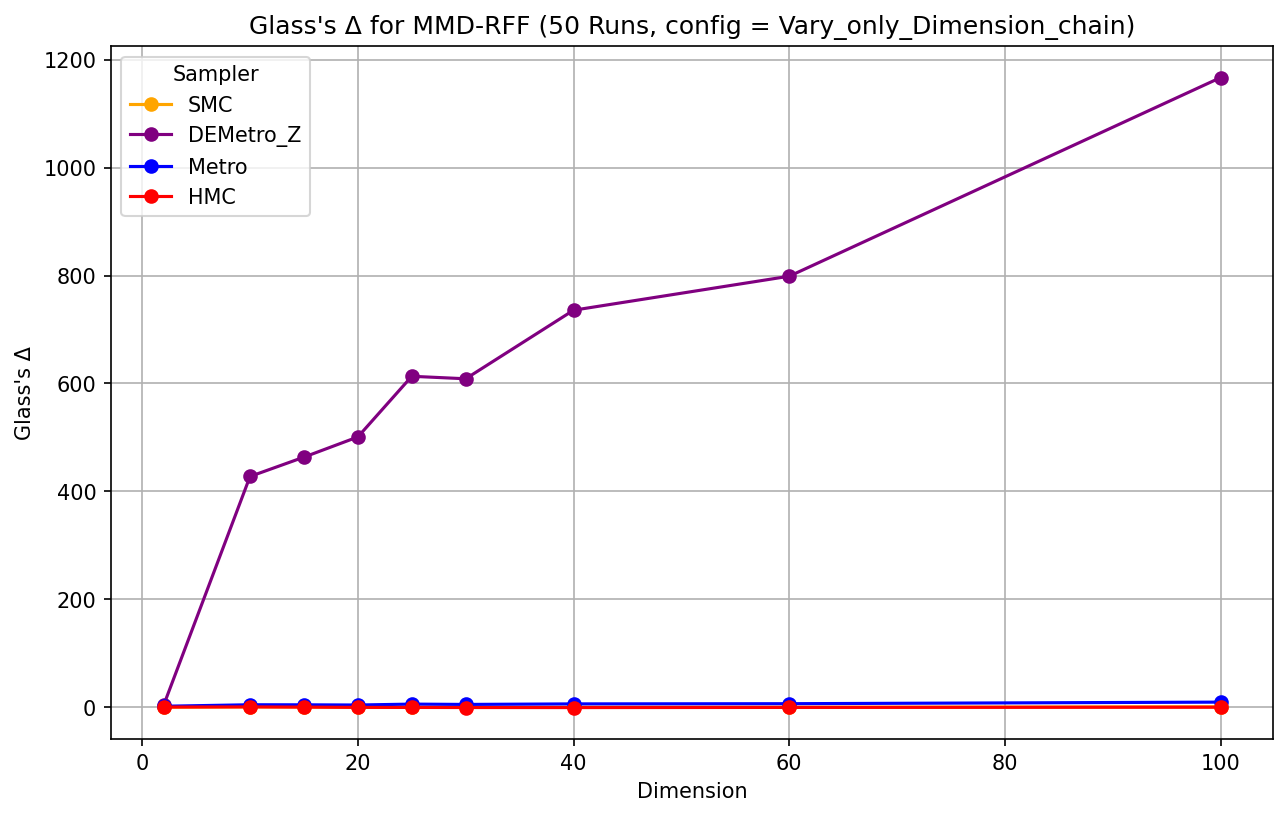 Glass's Δ for MMD-RFF (50 Runs, config = Vary_only_Dimension_chain)
Sampler
SMC
DEMetro_Z
Metro
HMC
Glass's Δ
1200
1000
800
600
400
200
0
0 20 40 60 80 100
Dimension